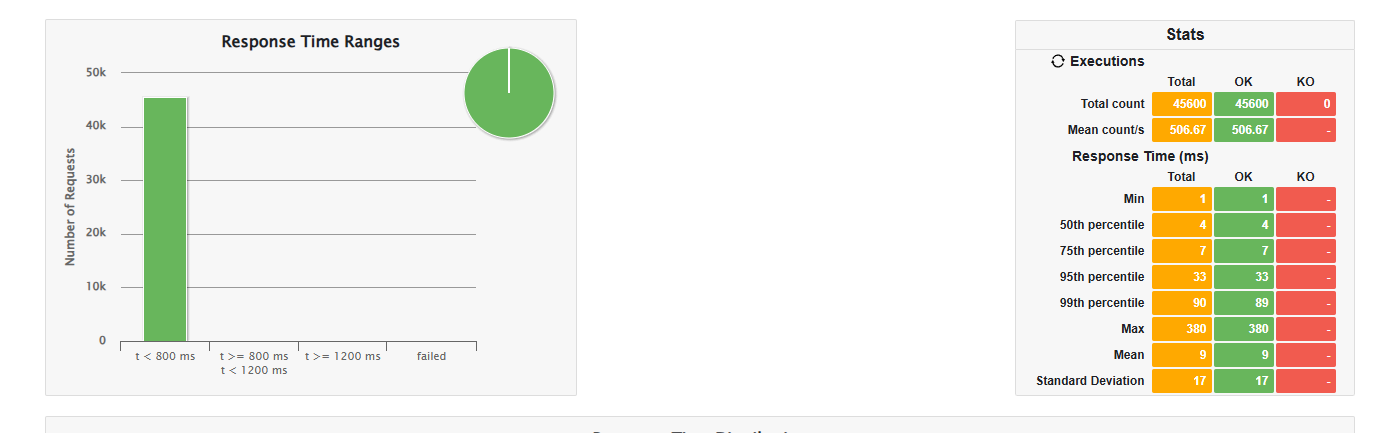 Response Time Ranges
Number of Requests
50k
40k
30k
20k
10k
0
t < 800 ms
t >= 800 ms
t < 1200 ms
t >= 1200 ms
failed
Stats
Executions
Total OK KO
Total count 45600 45600 0
Mean count/s 506.67 506.67 -
Response Time (ms)
Total OK KO
Min 1 1 -
50th percentile 4 4 -
75th percentile 7 7 -
95th percentile 33 33 -
99th percentile 90 89 -
Max 380 380 -
Mean 9 9 -
Standard Deviation 17 17 -